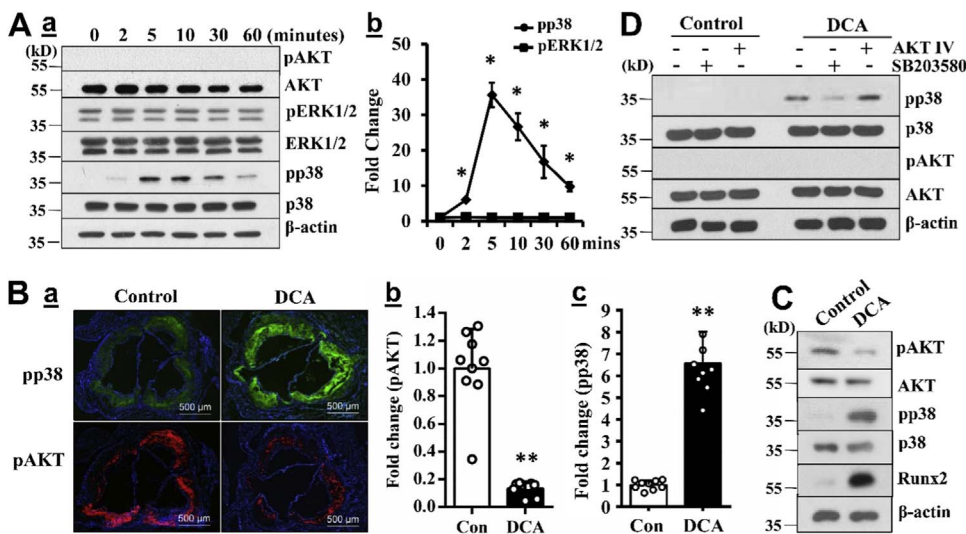 A a
0 2 5 10 30 60 (minutes)
(kD)
pAKT
55
AKT
55
pERK1/2
35
ERK1/2
35
pp38
35
p38
35
β-actin
35
b
pp38
pERK1/2
Fold Change
50
40
30
20
10
0
* * * * *
0 2 5 10 30 60 mins
D
Control DCA
- - + - - + AKT IV
- + - - + - SB203580
(kD)
pp38
35
p38
35
pAKT
55
AKT
55
β-actin
35
B a
Control DCA
pp38
500 µm 500 µm
pAKT
500 µm 500 µm
b
Fold change (pAKT)
1.4
1.2
1.0
0.8
0.6
0.4
0.2
0.0
**
Con DCA
c
Fold change (pp38)
9
8
7
6
5
4
3
2
1
0
**
Con DCA
C
Control DCA
(kD)
pAKT
55
AKT
55
pp38
35
p38
35
Runx2
55
β-actin
35